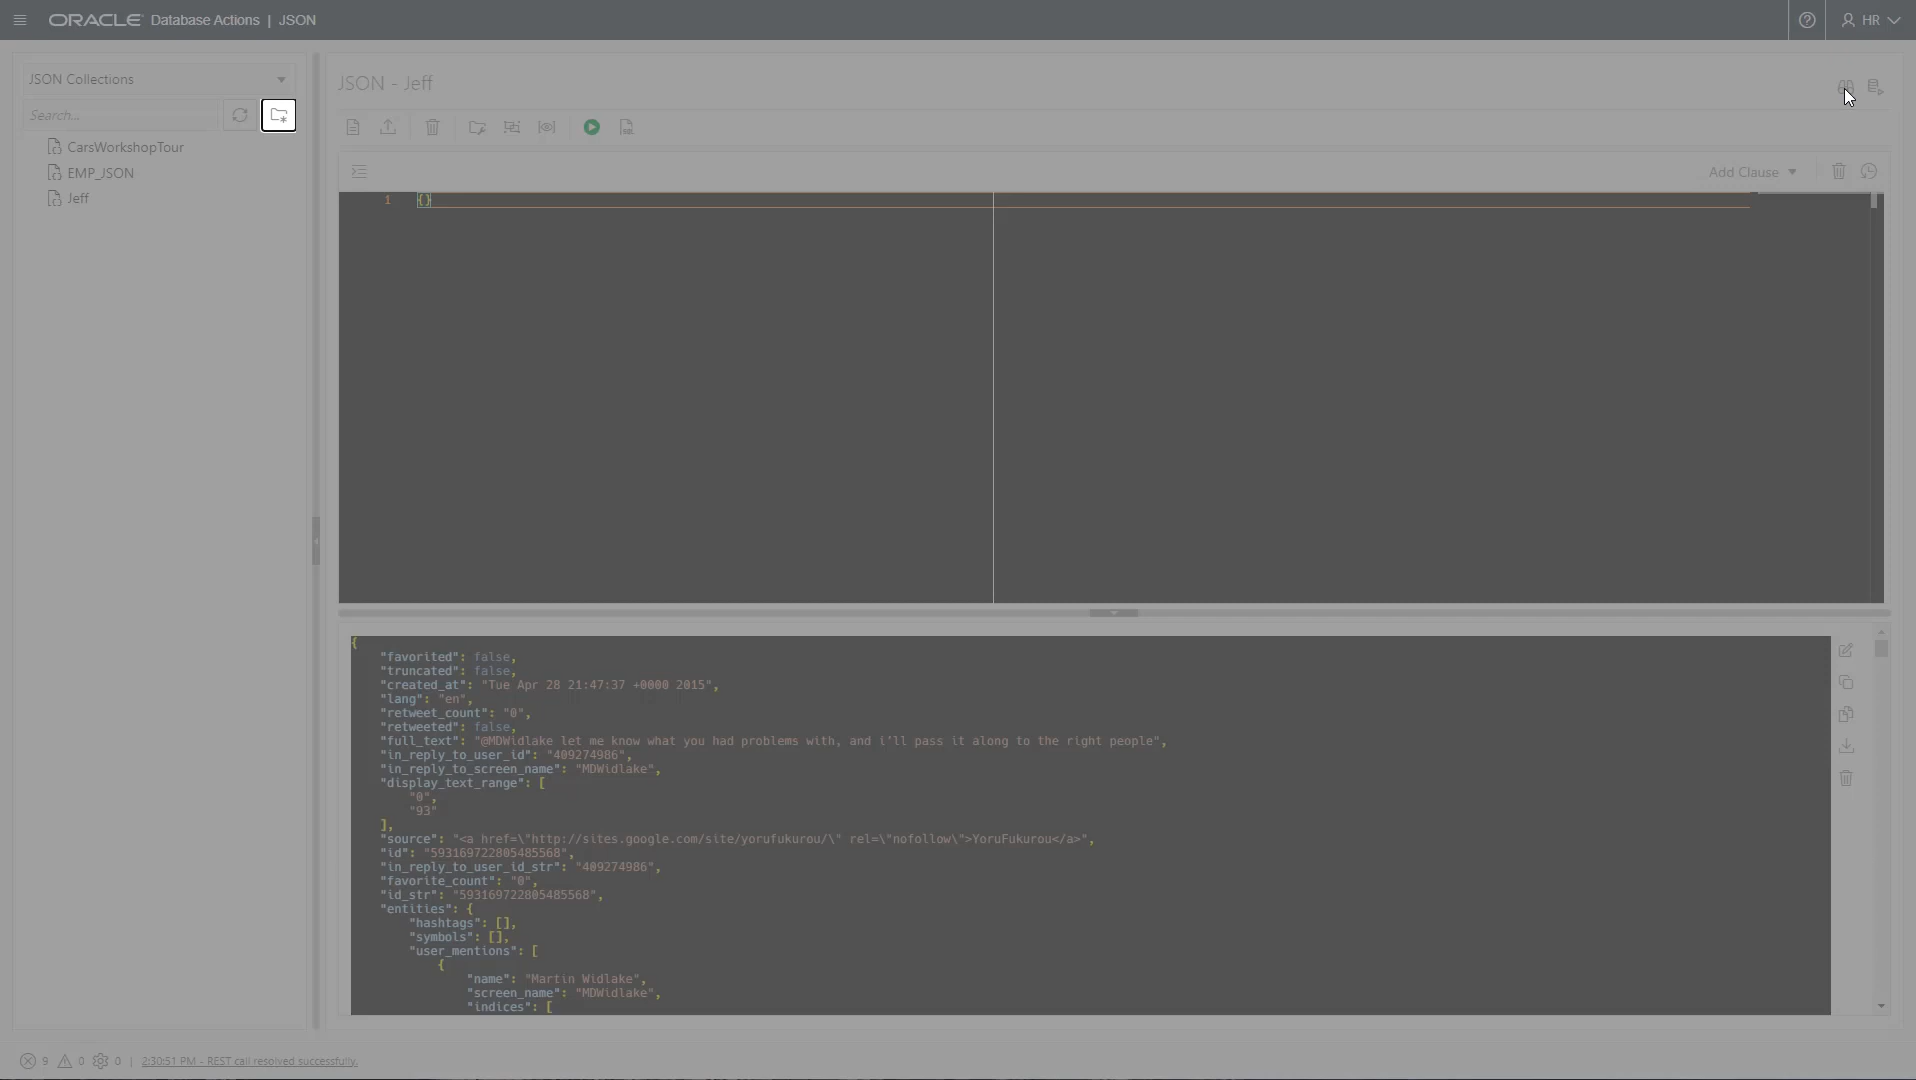 ORACLE Database Actions | JSON
HR
JSON Collections
Search...
CarsWorkshopTour
EMP_JSON
Jeff
JSON - Jeff
Add Clause
1 {}
{
"favorited": false,
"truncated": false,
"created_at": "Tue Apr 28 21:47:37 +0000 2015",
"lang": "en",
"retweet_count": "0",
"retweeted": false,
"full_text": "@MDWidlake let me know what you had problems with, and i'll pass it along to the right people",
"in_reply_to_user_id": "409274986",
"in_reply_to_screen_name": "MDWidlake",
"display_text_range": [
"0",
"93"
],
"source": "<a href=\"http://sites.google.com/site/yorufukurou/\" rel=\"nofollow\">YoruFukurou</a>",
"id": "593169722805485568",
"in_reply_to_user_id_str": "409274986",
"favorite_count": "0",
"id_str": "593169722805485568",
"entities": {
"hashtags": [],
"symbols": [],
"user_mentions": [
{
"name": "Martin Widlake",
"screen_name": "MDWidlake",
"indices": [
9 0 0 | 2:30:51 PM - REST call resolved successfully.